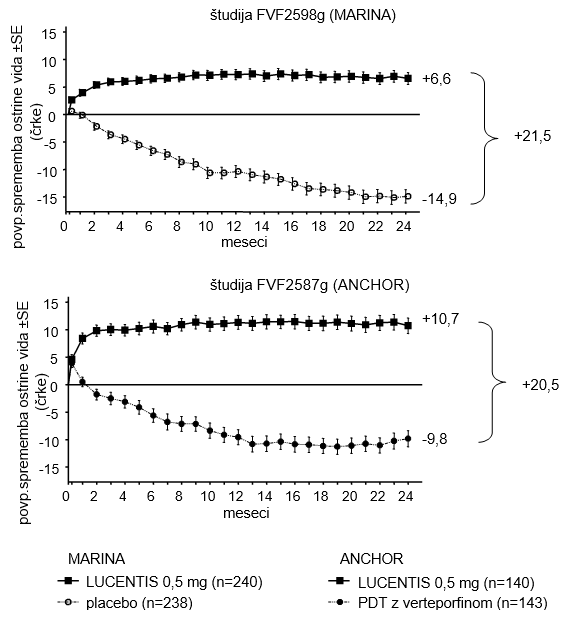 študija FVF2598g (MARINA)
povp.sprememba ostrine vida ±SE
(črke)
15
10
5
0
-5
-10
-15
+6,6
+21,5
-14,9
0 2 4 6 8 10 12 14 16 18 20 22 24
meseci
študija FVF2587g (ANCHOR)
povp.sprememba ostrine vida ±SE
(črke)
15
10
5
0
-5
-10
-15
+10,7
+20,5
-9,8
0 2 4 6 8 10 12 14 16 18 20 22 24
meseci
MARINA
LUCENTIS 0,5 mg (n=240)
placebo (n=238)
ANCHOR
LUCENTIS 0,5 mg (n=140)
PDT z verteporfinom (n=143)